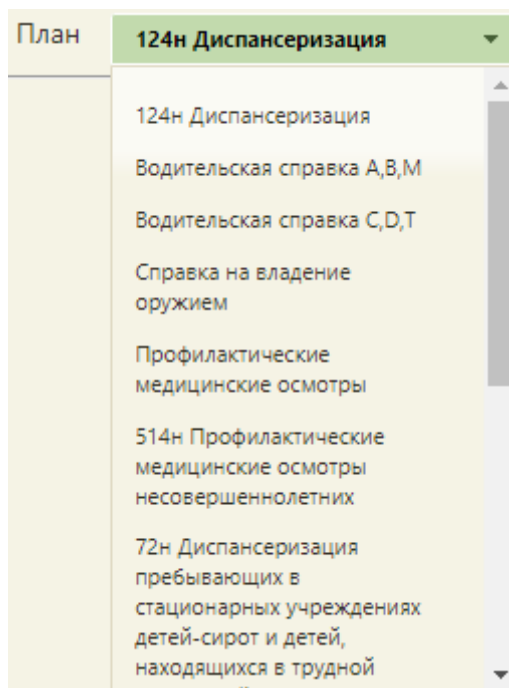 План
124н Диспансеризация
124н Диспансеризация
Водительская справка А,В,М
Водительская справка C,D,T
Справка на владение
оружием
Профилактические
медицинские осмотры
514н Профилактические
медицинские осмотры
несовершеннолетних
72н Диспансеризация
пребывающих в
стационарных учреждениях
детей-сирот и детей,
находящихся в трудной